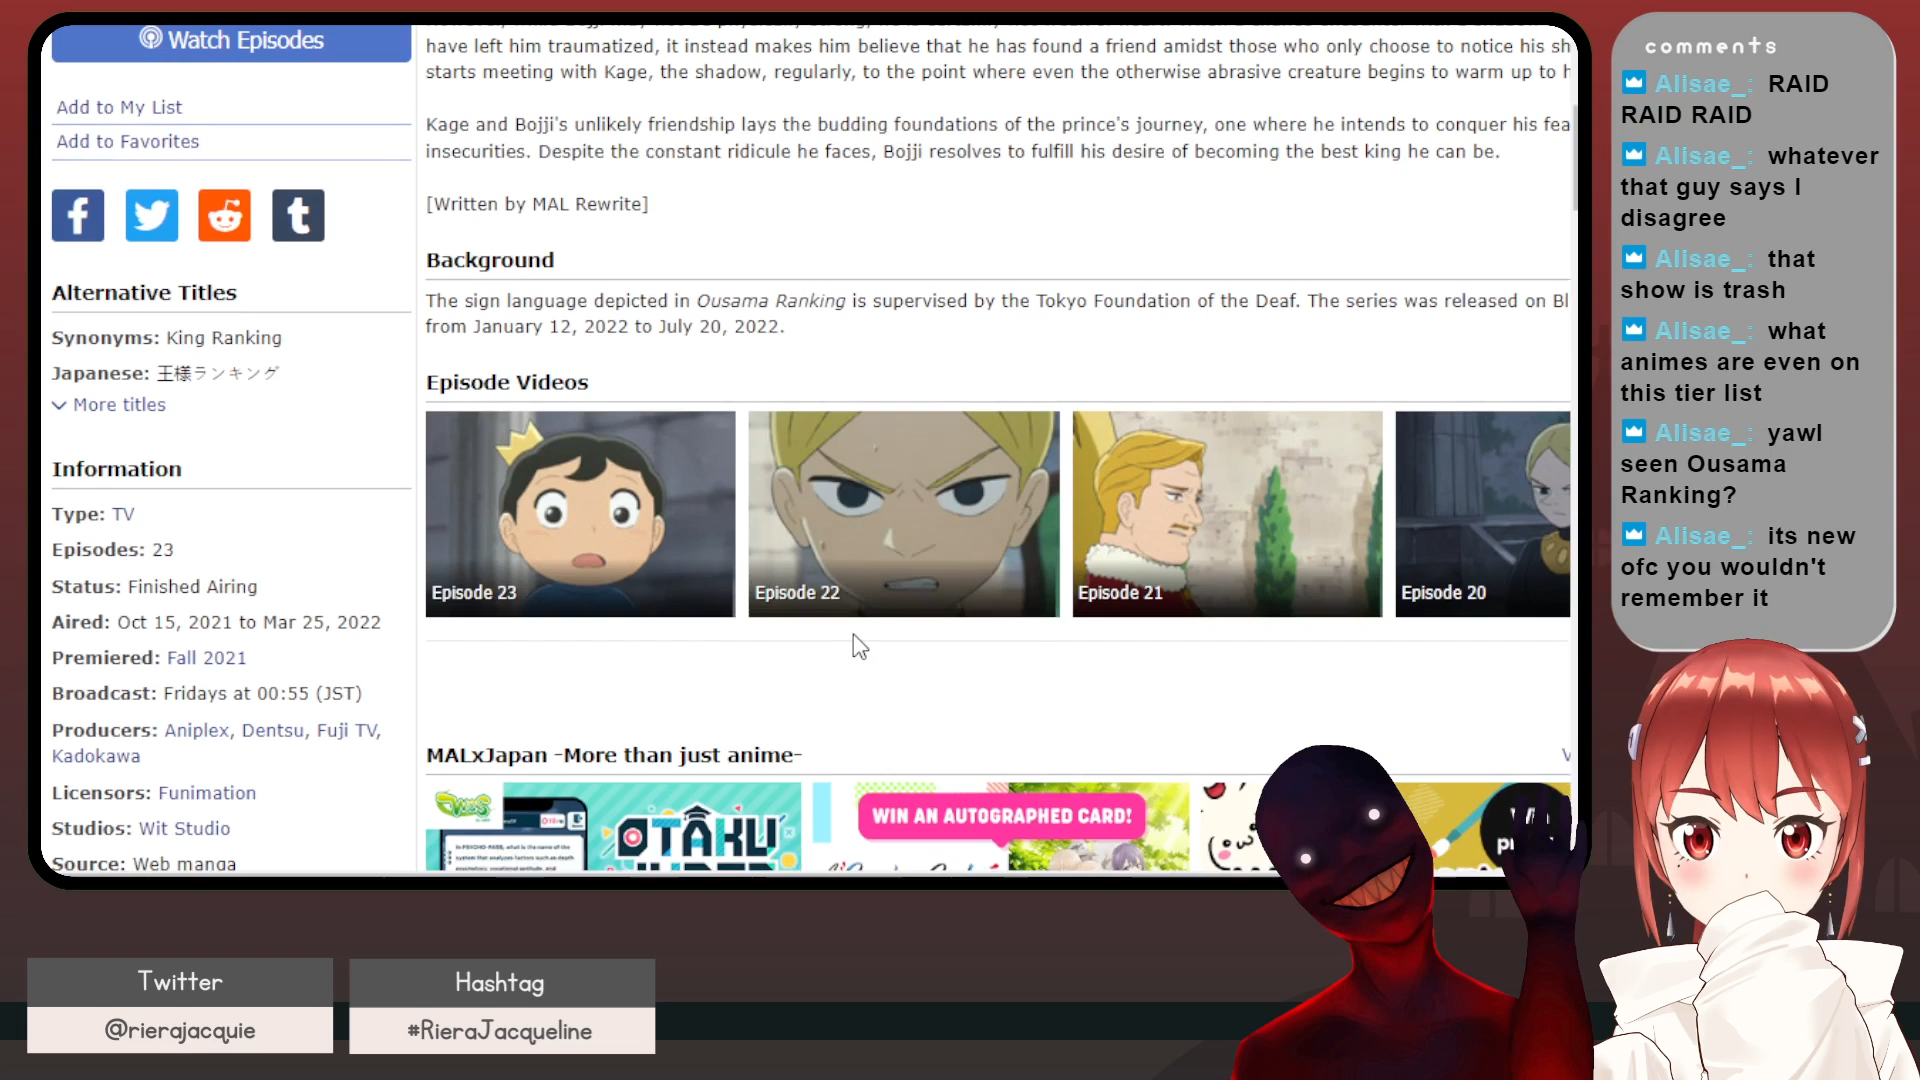 Watch Episodes
Add to My List
Add to Favorites
f
t
Alternative Titles
Synonyms: King Ranking
Japanese: 王様ランキング
More titles
Information
Type: TV
Episodes: 23
Status: Finished Airing
Aired: Oct 15, 2021 to Mar 25, 2022
Premiered: Fall 2021
Broadcast: Fridays at 00:55 (JST)
Producers: Aniplex, Dentsu, Fuji TV,
Kadokawa
Licensors: Funimation
Studios: Wit Studio
Source: Web manga
have left him traumatized, it instead makes him believe that he has found a friend amidst those who only choose to notice his sh
starts meeting with Kage, the shadow, regularly, to the point where even the otherwise abrasive creature begins to warm up to h
Kage and Bojji's unlikely friendship lays the budding foundations of the prince's journey, one where he intends to conquer his fea
insecurities. Despite the constant ridicule he faces, Bojji resolves to fulfill his desire of becoming the best king he can be.
[Written by MAL Rewrite]
Background
The sign language depicted in Ousama Ranking is supervised by the Tokyo Foundation of the Deaf. The series was released on Bl
from January 12, 2022 to July 20, 2022.
Episode Videos
Episode 23
Episode 22
Episode 21
Episode 20
MALxJapan -More than just anime-
OTAKU
WIN AN AUTOGRAPHED CARD!
comments
Alisae_: RAID
RAID RAID
Alisae_: whatever
that guy says I
disagree
Alisae_: that
show is trash
Alisae_: what
animes are even on
this tier list
Alisae_: yawl
seen Ousama
Ranking?
Alisae_: its new
ofc you wouldn't
remember it
Twitter
@rierajacquie
Hashtag
#RieraJacqueline